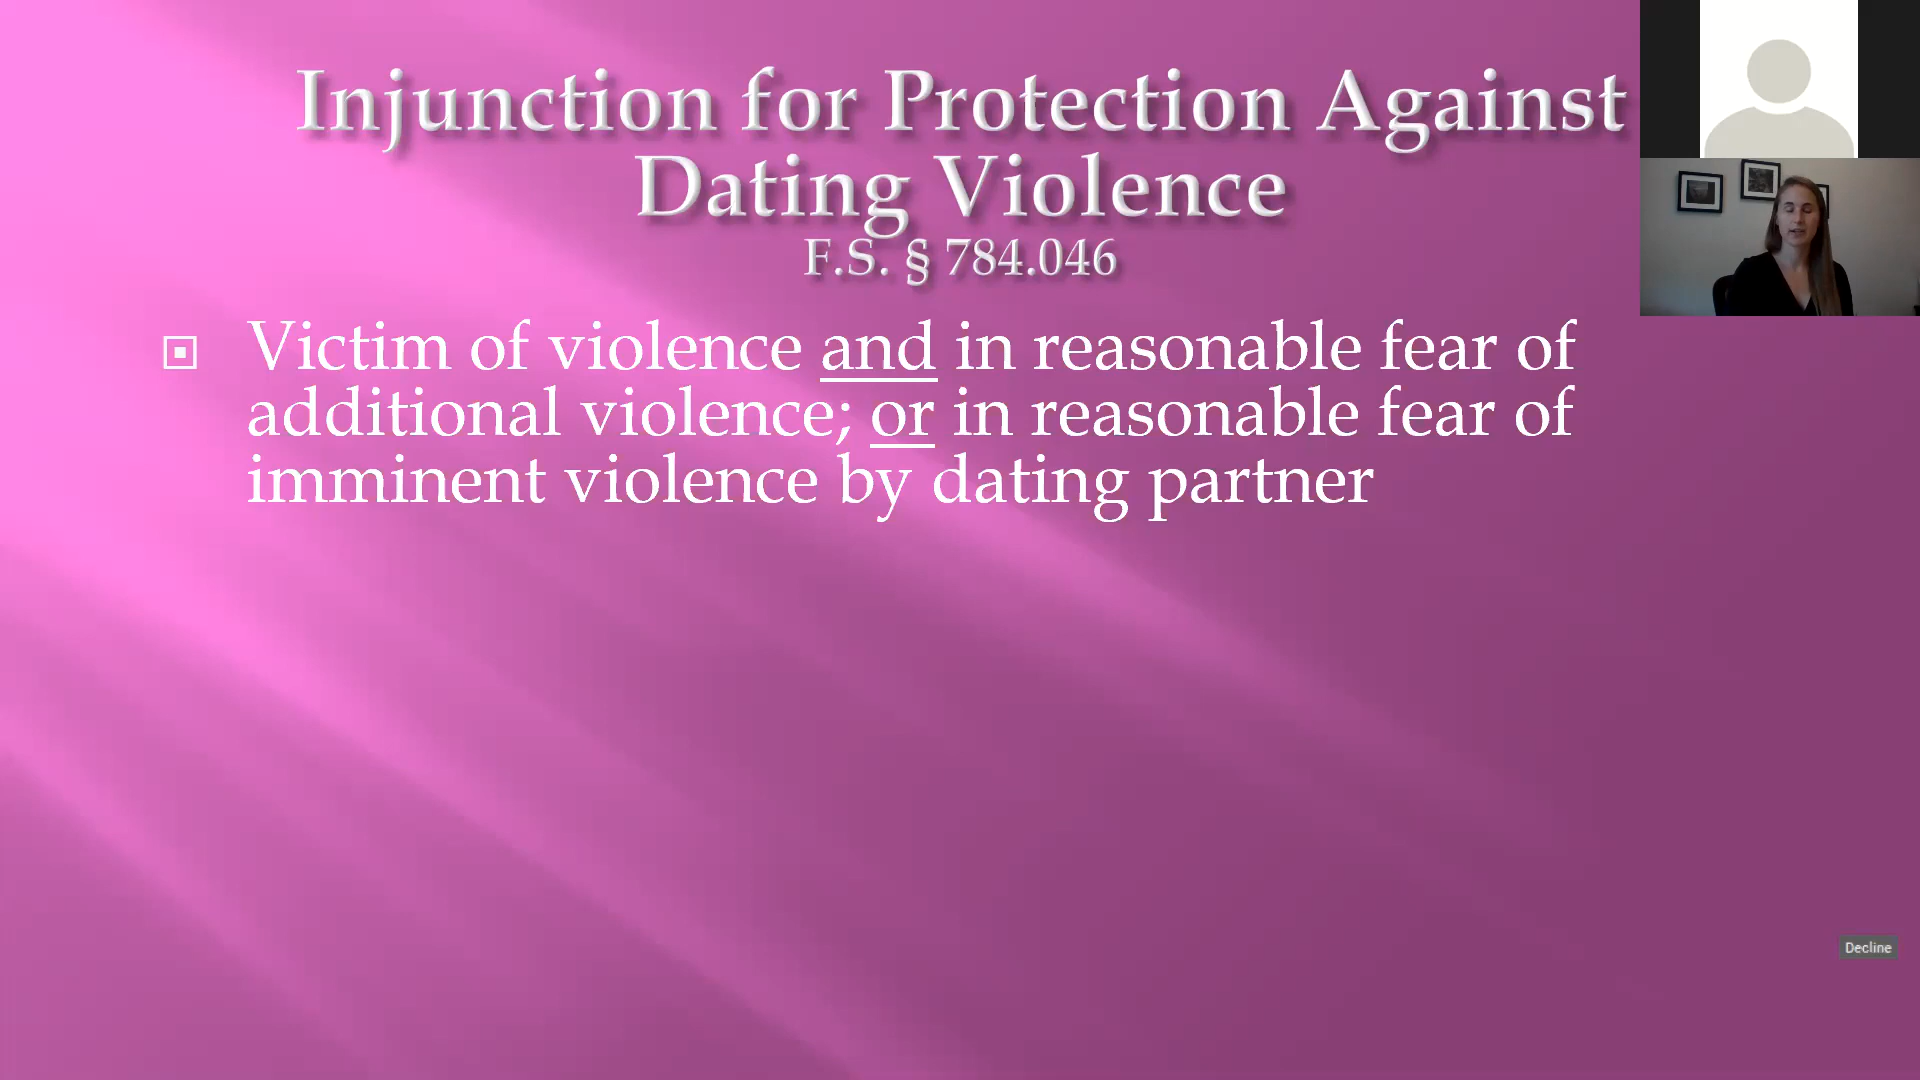 Injunction for Protection Against
Dating Violence
F.S. § 784.046
Victim of violence and in reasonable fear of
additional violence; or in reasonable fear of
imminent violence by dating partner
Decline